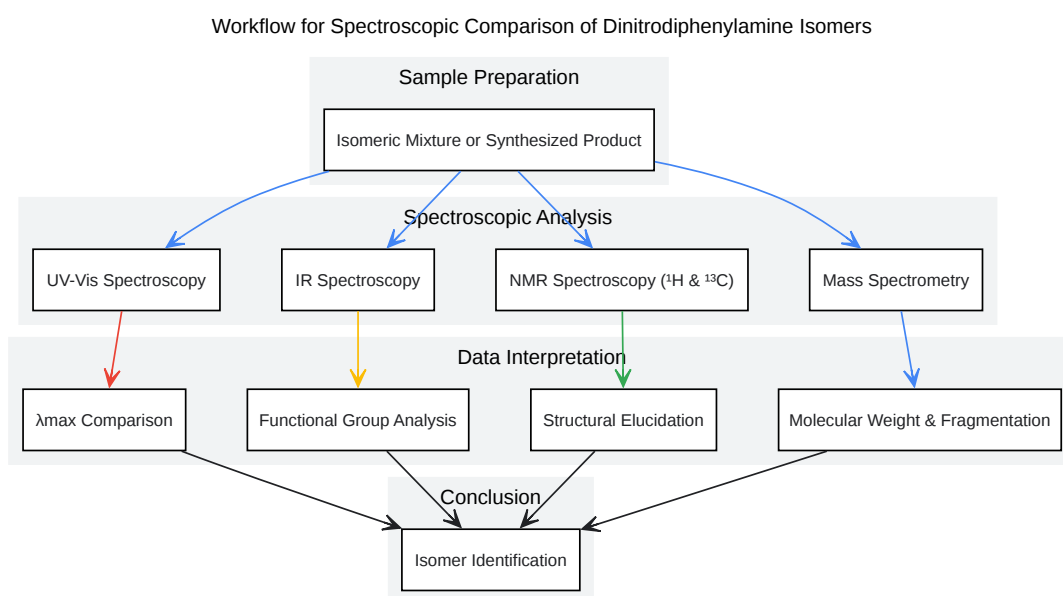 Workflow for Spectroscopic Comparison of Dinitrodiphenylamine Isomers
Sample Preparation
Isomeric Mixture or Synthesized Product
Spectroscopic Analysis
UV-Vis Spectroscopy
IR Spectroscopy
NMR Spectroscopy (¹H & ¹³C)
Mass Spectrometry
Data Interpretation
λmax Comparison
Functional Group Analysis
Structural Elucidation
Molecular Weight & Fragmentation
Conclusion
Isomer Identification